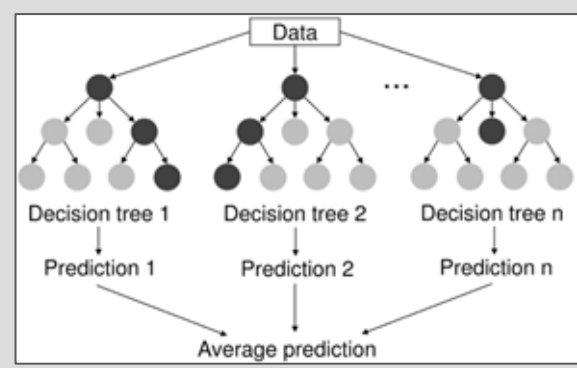 Data
...
Decision tree 1 Decision tree 2 Decision tree n
Prediction 1 Prediction 2 Prediction n
Average prediction